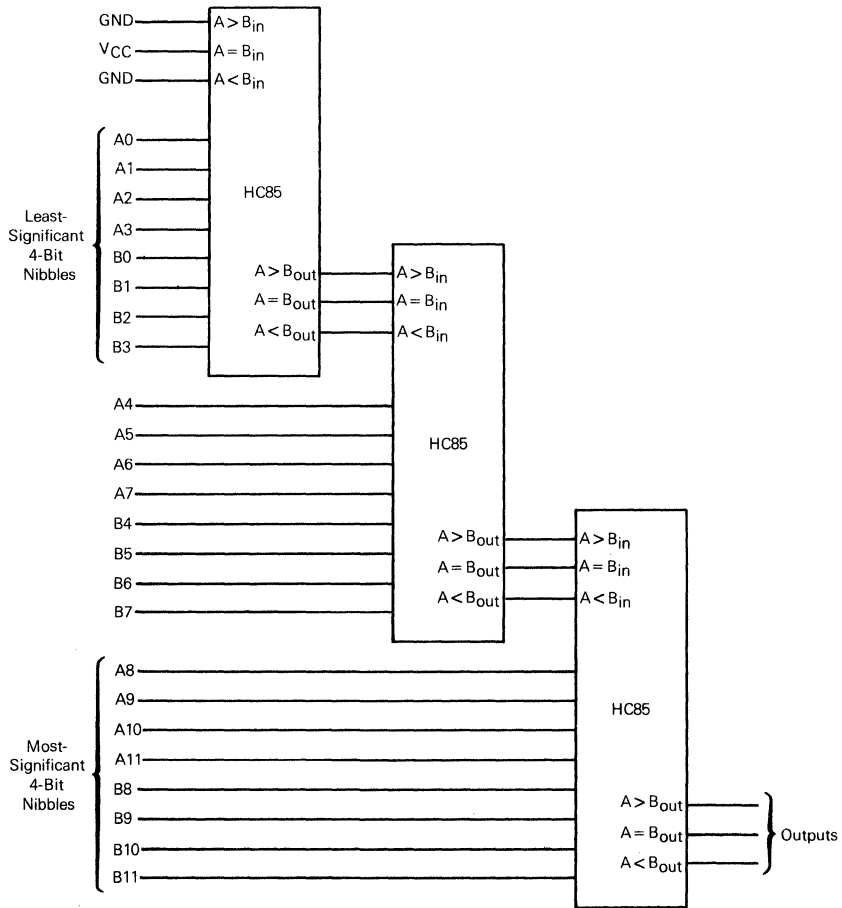 GND
V_CC
GND
A > B_in
A = B_in
A < B_in
A0
A1
A2
A3
B0
B1
B2
B3
Least-
Significant
4-Bit
Nibbles
HC85
A > B_out
A = B_out
A < B_out
A > B_in
A = B_in
A < B_in
A4
A5
A6
A7
B4
B5
B6
B7
HC85
A > B_out
A = B_out
A < B_out
A > B_in
A = B_in
A < B_in
A8
A9
A10
A11
B8
B9
B10
B11
Most-
Significant
4-Bit
Nibbles
HC85
A > B_out
A = B_out
A < B_out
Outputs